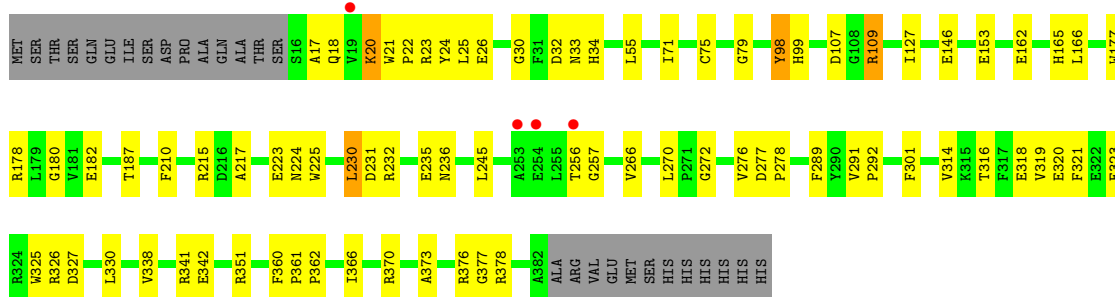 MET SER THR SER GLN GLU ILE SER ASP PRO ALA GLN ALA THR SER S16 A17 Q18 V19 K20 W21 P22 R23 Y24 L25 E26 G30 F31 D32 N33 H34 L55 I71 C75 G79 Y98 H99 D107 G108 R109 I127 E146 E153 E162 H165 L166 W177
R178 L179 G180 V181 E182 T187 F210 R215 D216 A217 E223 N224 W225 L230 D231 R232 E235 N236 L245 A253 E254 L255 T256 G257 V266 L270 P271 G272 V276 D277 P278 F289 Y290 V291 P292 F301 V314 K315 T316 F317 E318 V319 E320 F321 E322
R324 W325 R326 D327 L330 V338 R341 E342 R351 F360 P361 P362 I366 R370 A373 R376 G377 R378 A382 ALA ARG VAL GLU MET SER HIS HIS HIS HIS HIS HIS